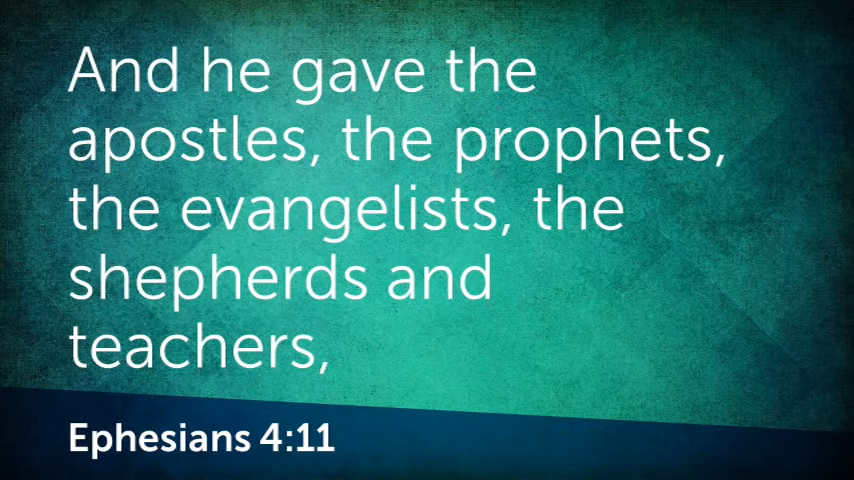 And he gave the
apostles, the prophets,
the evangelists, the
shepherds and
teachers,
Ephesians 4:11